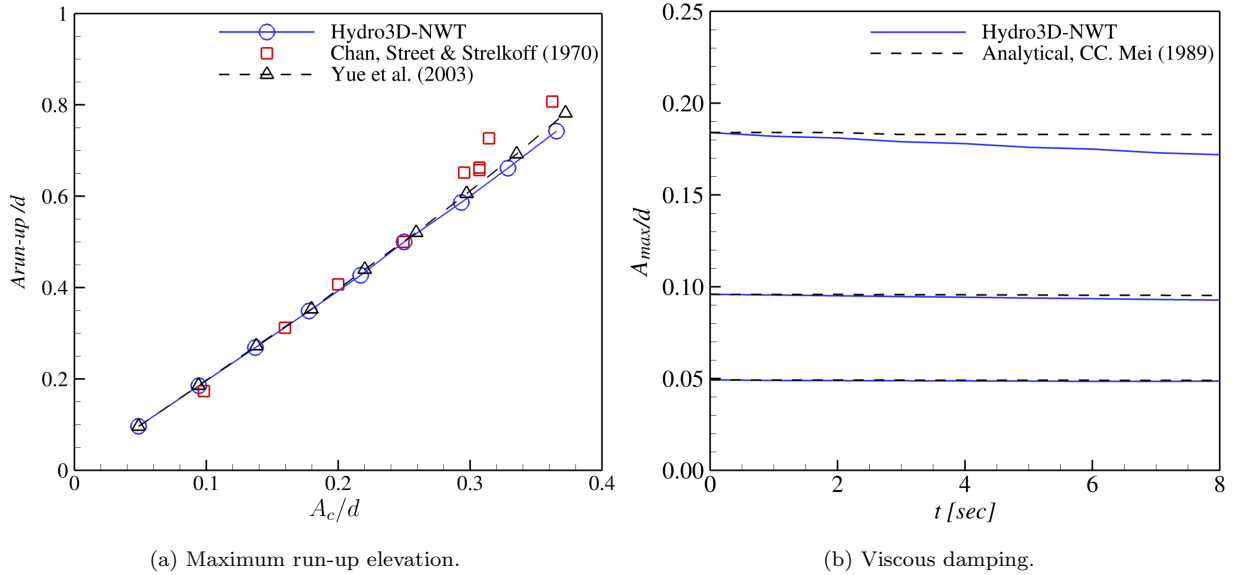 1
0.8
0.6
0.4
0.2
0
0
0.1
0.2
0.3
0.4
Arun-up/d
A_c/d
Hydro3D-NWT
Chan, Street & Strelkoff (1970)
Yue et al. (2003)
(a) Maximum run-up elevation.
0.25
0.20
0.15
0.10
0.05
0.00
0
2
4
6
8
A_max/d
t [sec]
Hydro3D-NWT
Analytical, CC. Mei (1989)
(b) Viscous damping.